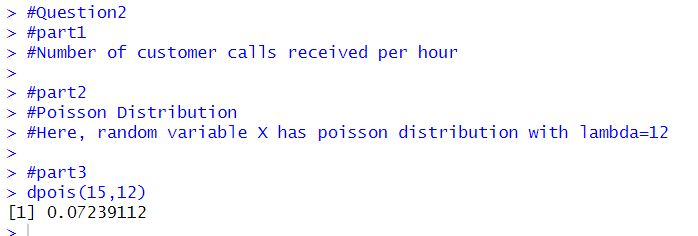 > #Question2
> #part1
> #Number of customer calls received per hour
>
> #part2
> #Poisson Distribution
> #Here, random variable X has poisson distribution with lambda=12
>
> #part3
> dpois(15,12)
[1] 0.07239112
>